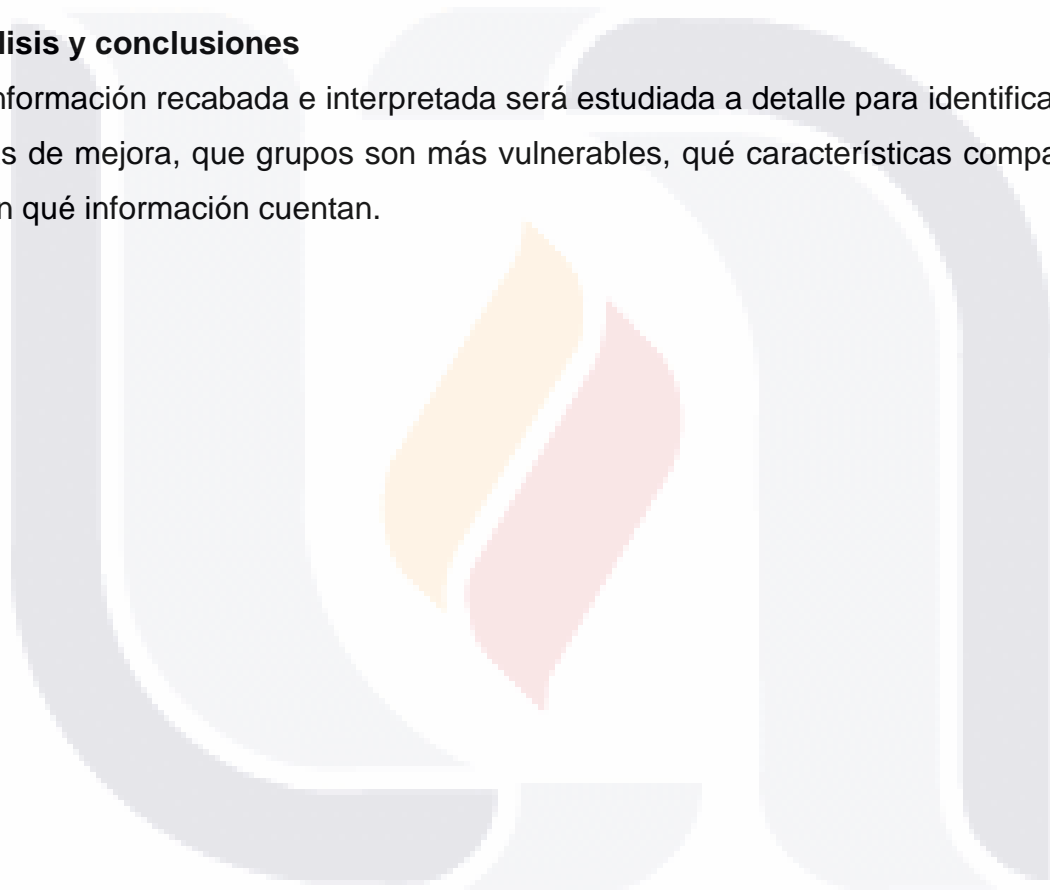 lisis y conclusiones
nformación recabada e interpretada será estudiada a detalle para identifica
s de mejora, que grupos son más vulnerables, qué características compa
n qué información cuentan.